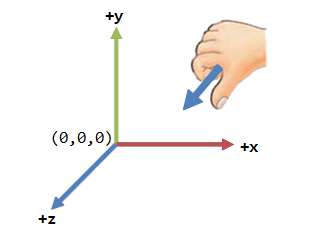 +y
(0,0,0)
+x
+z